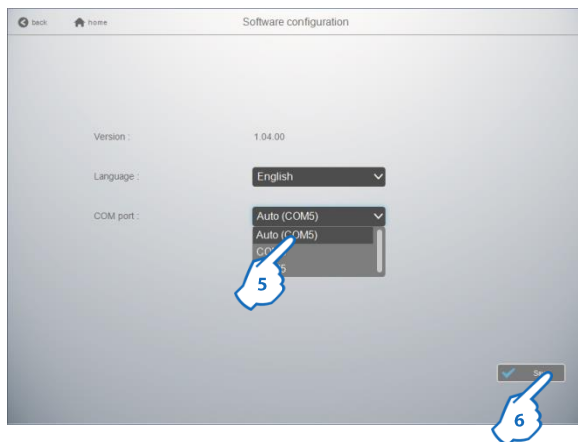 back
home
Software configuration
Version :
1.04.00
Language :
English
COM port :
Auto (COM5)
Auto (COM5)
5
6